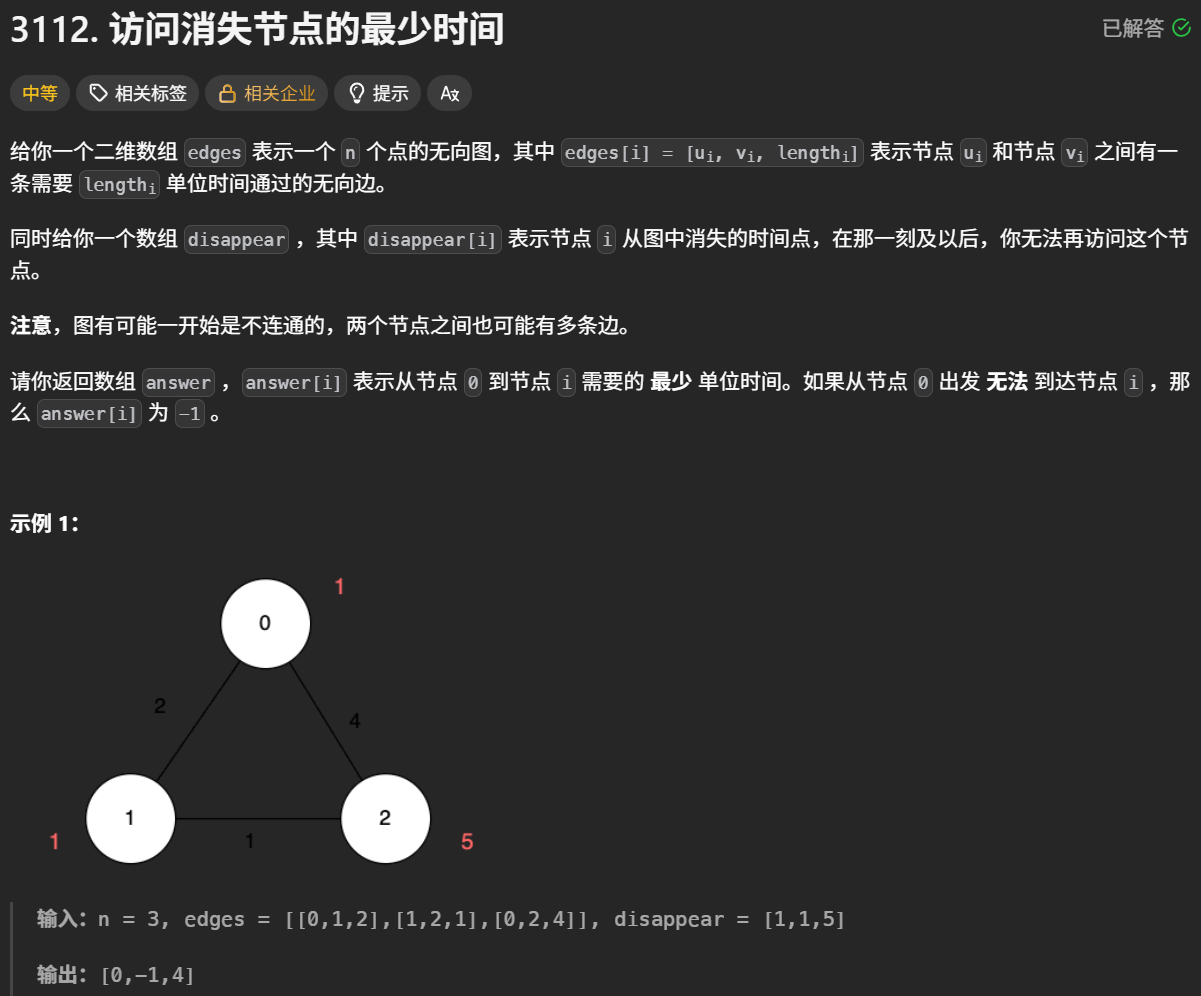 3112. 访问消失节点的最少时间
已解答
中等 相关标签 相关企业 提示 Aあ
给你一个二维数组 edges 表示一个 n 个点的无向图，其中 edges[i] = [uᵢ, vᵢ, lengthᵢ] 表示节点 uᵢ 和节点 vᵢ 之间有一
条需要 lengthᵢ 单位时间通过的无向边。
同时给你一个数组 disappear ，其中 disappear[i] 表示节点 i 从图中消失的时间点，在那一刻及以后，你无法再访问这个节
点。
注意，图有可能一开始是不连通的，两个节点之间也可能有多条边。
请你返回数组 answer ，answer[i] 表示从节点 0 到节点 i 需要的 最少 单位时间。如果从节点 0 出发 无法 到达节点 i ，那
么 answer[i] 为 -1 。
示例 1：
1
0
2
4
1
2
1
1
5
输入：n = 3, edges = [[0,1,2],[1,2,1],[0,2,4]], disappear = [1,1,5]
输出：[0,-1,4]